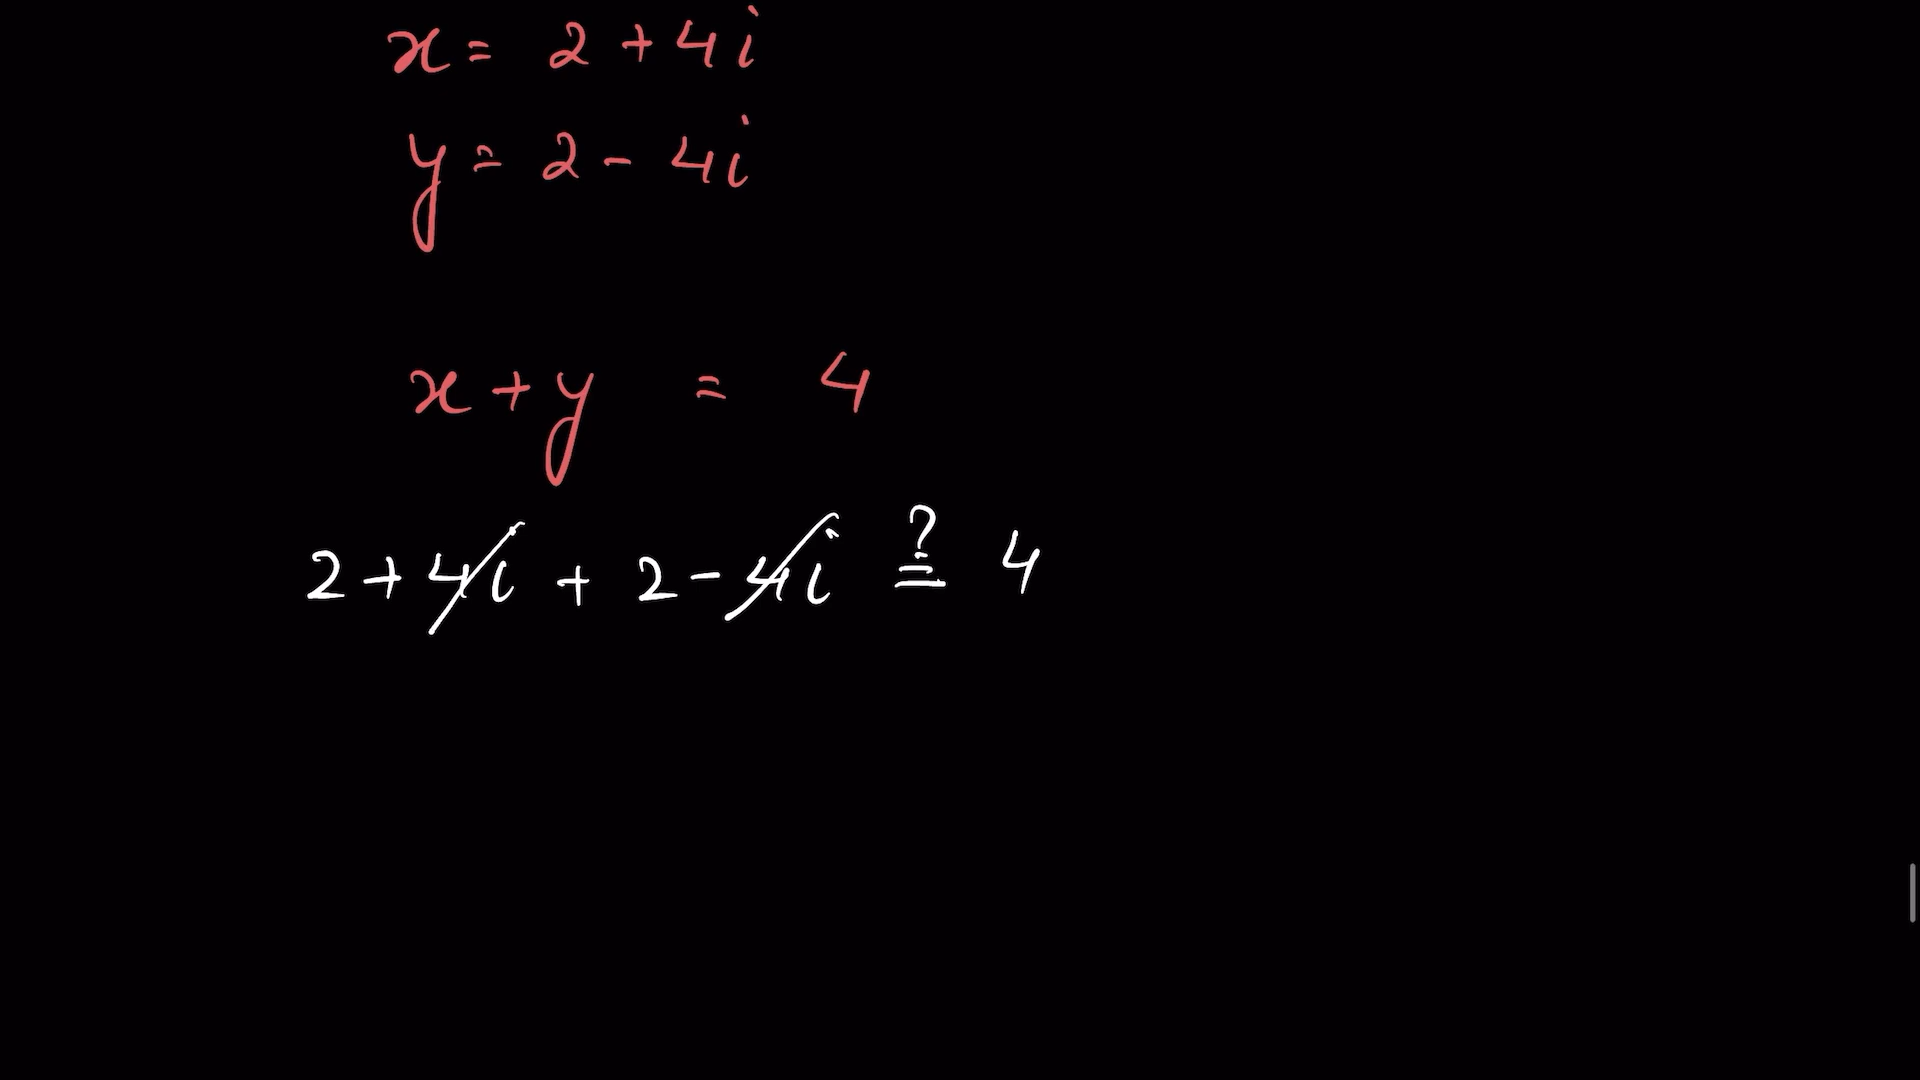 x = 2 + 4i
y = 2 - 4i
x + y = 4
2 + 4i + 2 - 4i ≟ 4